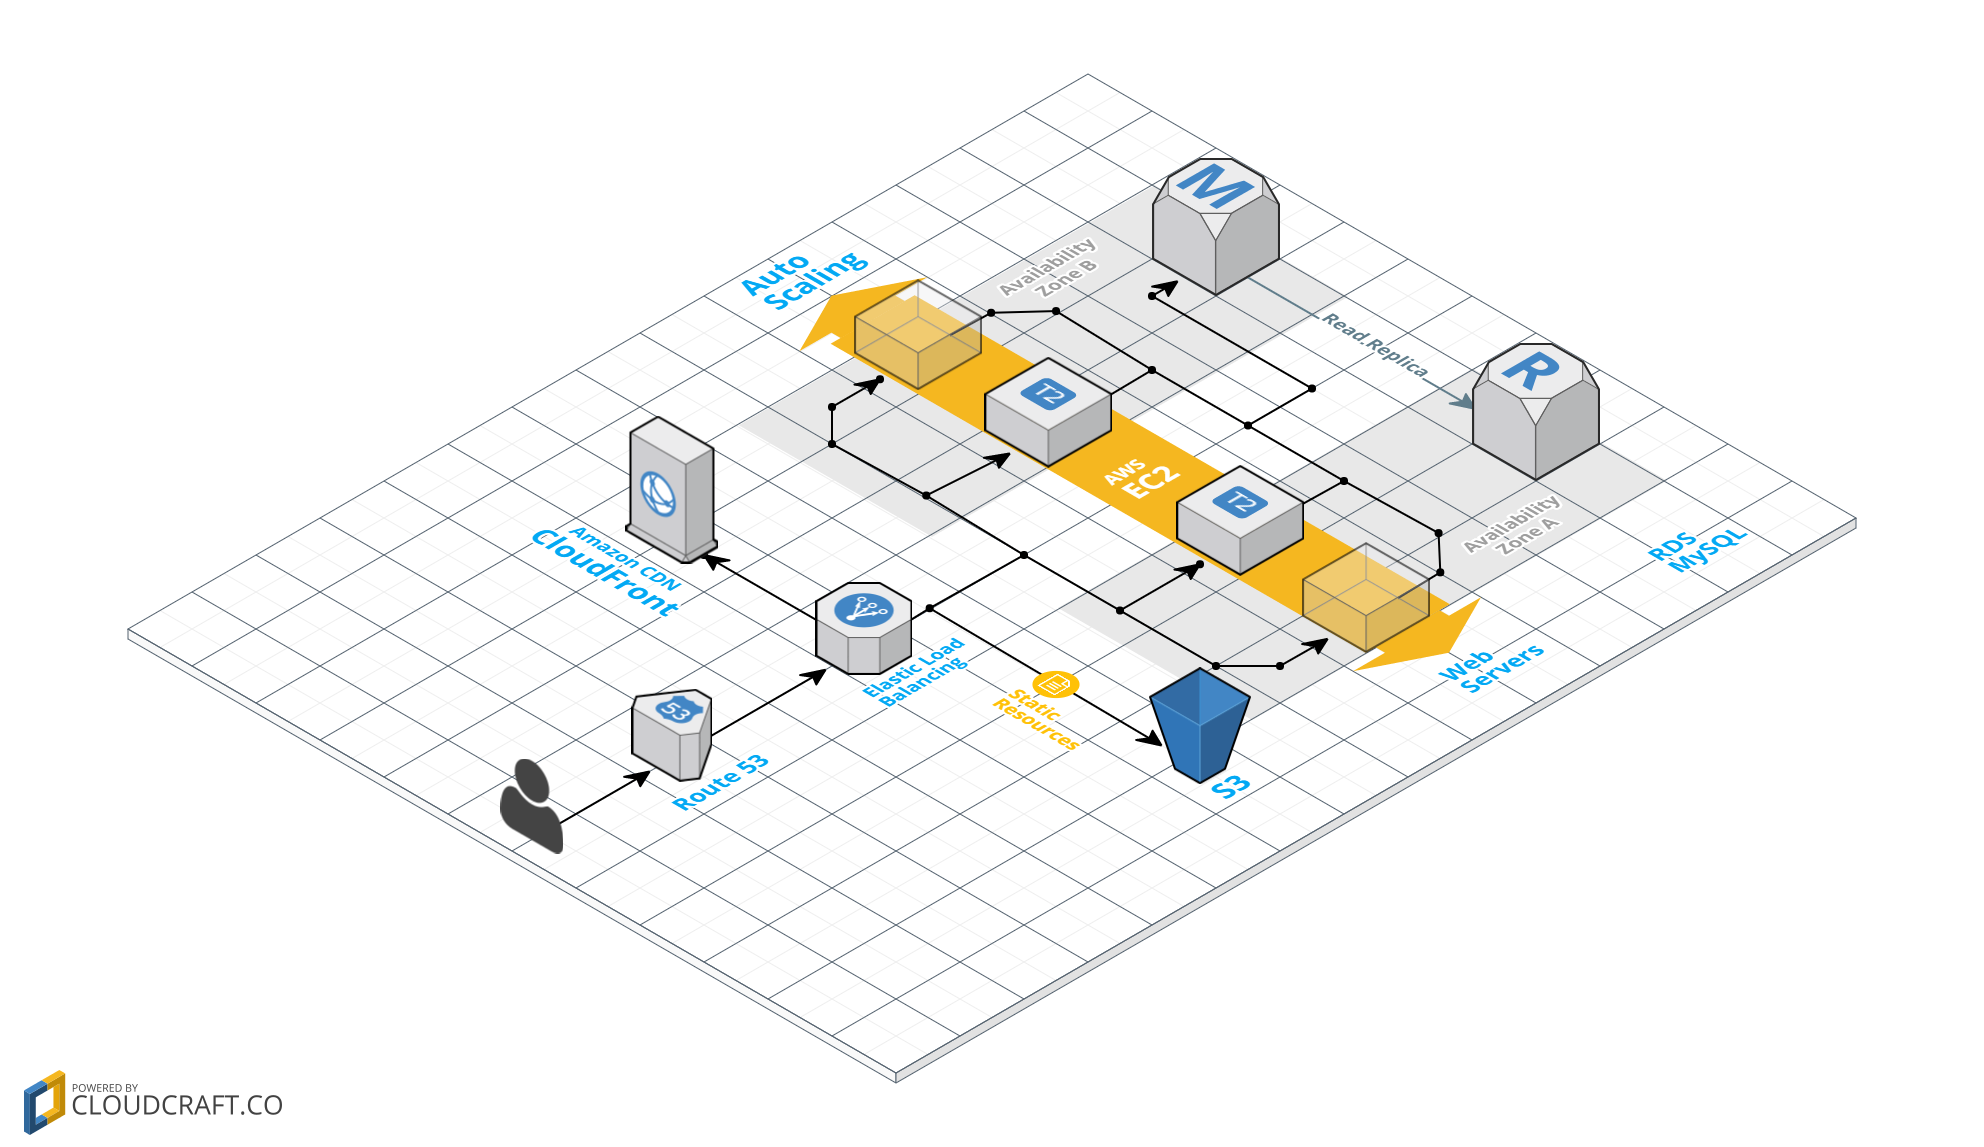 M
Availability
Zone B
Auto
Scaling
Read Replica
R
T2
AWS
EC2
T2
Availability
Zone A
RDS
MySQL
Amazon CDN
CloudFront
Elastic Load
Balancing
Web
Servers
Static
Resources
53
Route 53
S3
POWERED BY
CLOUDCRAFT.CO